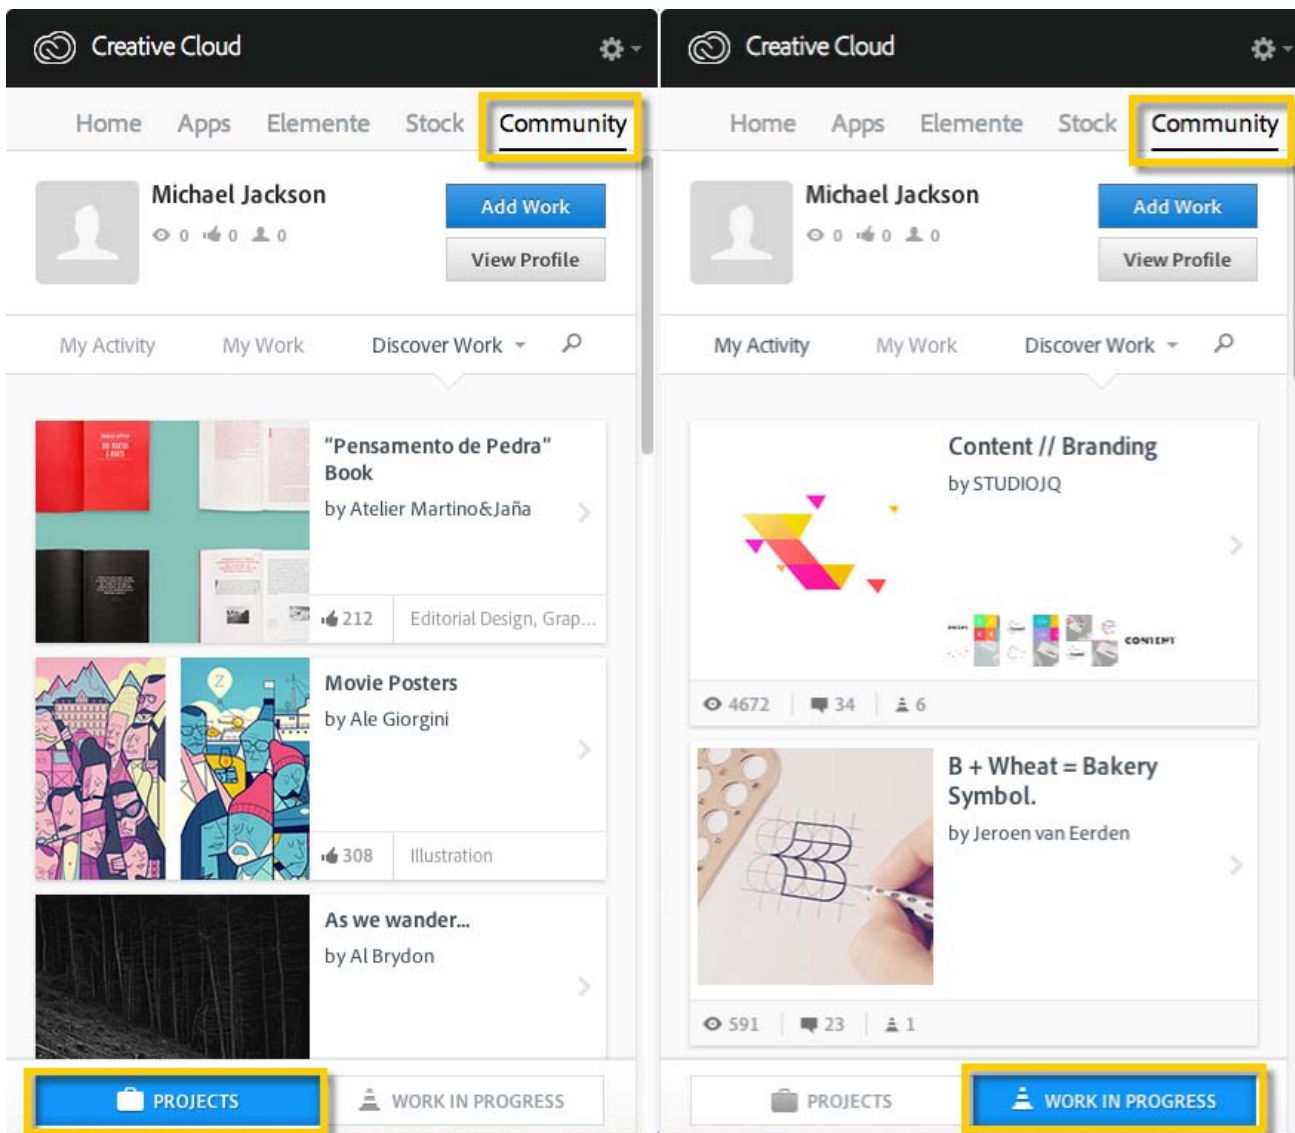 Creative Cloud
Home Apps Elemente Stock Community
Michael Jackson
Add Work
0 0 0
View Profile
My Activity My Work Discover Work
“Pensamento de Pedra”
Book
by Atelier Martino&Jaña
212 Editorial Design, Grap...
Z
Movie Posters
by Ale Giorgini
308 Illustration
As we wander...
by Al Brydon
PROJECTS WORK IN PROGRESS
Creative Cloud
Home Apps Elemente Stock Community
Michael Jackson
Add Work
0 0 0
View Profile
My Activity My Work Discover Work
Content // Branding
by STUDIOJQ
CONTENT
4672 34 6
B + Wheat = Bakery
Symbol.
by Jeroen van Eerden
591 23 1
PROJECTS WORK IN PROGRESS